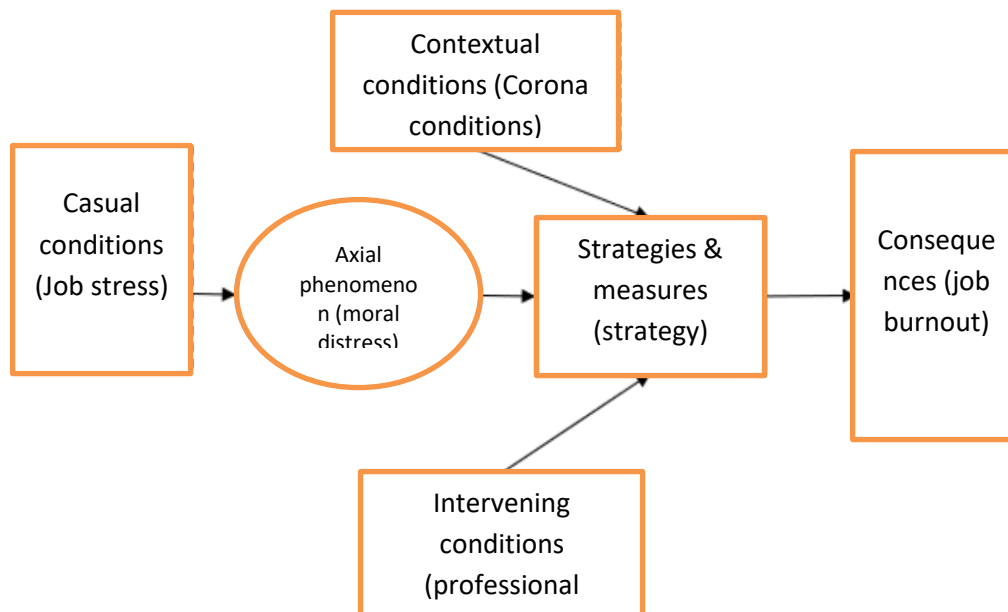 Contextual
conditions (Corona
conditions)
Casual
conditions
(Job stress)
Axial
phenomeno
n (moral
distress)
Strategies &
measures
(strategy)
Conseque
nces (job
burnout)
Intervening
conditions
(professional